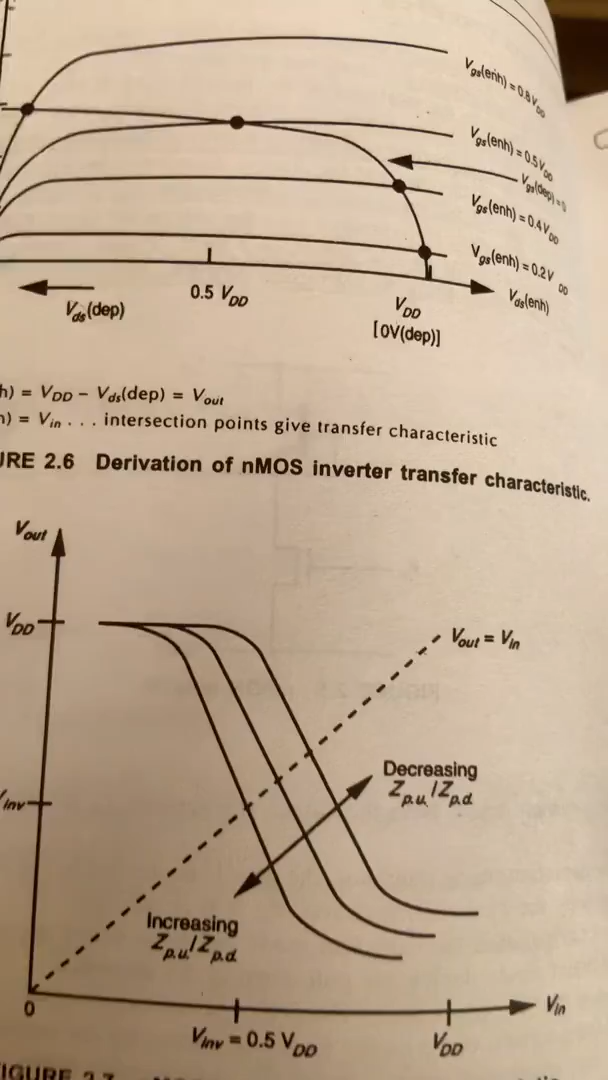 Vgs(enh) = 0.8 VDD
Vgs(enh) = 0.5 VDD
Vgs(dep) = 0
Vgs(enh) = 0.4 VDD
Vgs(enh) = 0.2 V DD
Vds(enh)
Vds(dep)
0.5 VDD
VDD
[0V(dep)]
h) = VDD − Vds(dep) = Vout
) = Vin . . . intersection points give transfer characteristic
URE 2.6 Derivation of nMOS inverter transfer characteristic.
Vout
VDD
Vout = Vin
Decreasing
Zp.u./Zp.d.
Vinv
Increasing
Zp.u./Zp.d.
0
Vinv = 0.5 VDD
VDD
Vin